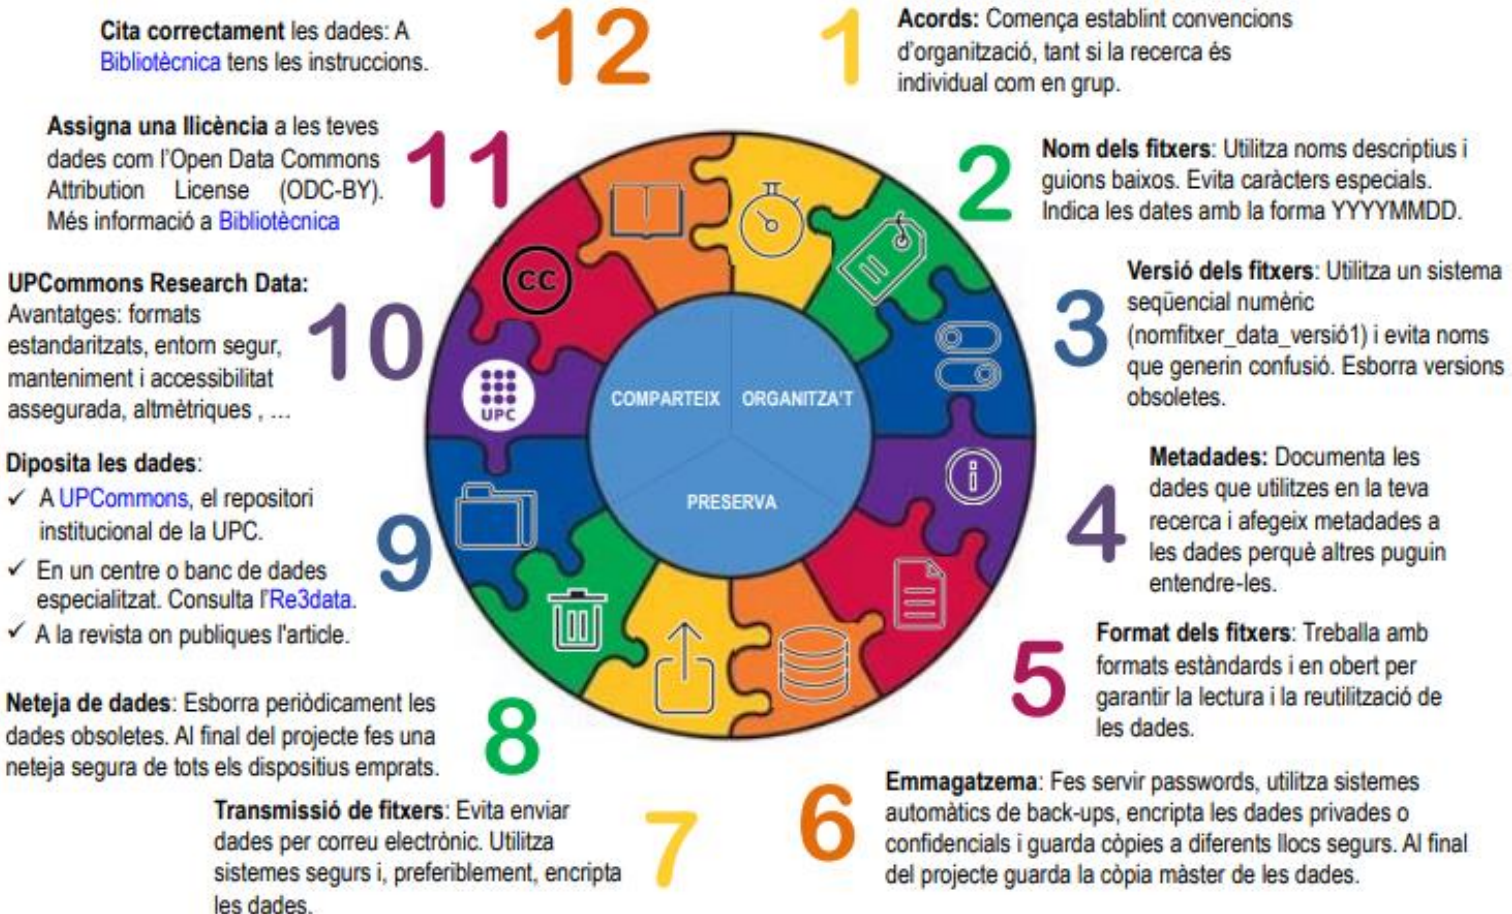 1
Acords: Comença establint convencions
d'organització, tant si la recerca és
individual com en grup.
2
Nom dels fitxers: Utilitza noms descriptius i
guions baixos. Evita caràcters especials.
Indica les dates amb la forma YYYYMMDD.
3
Versió dels fitxers: Utilitza un sistema
seqüencial numèric
(nomfitxer_data_versió1) i evita noms
que generin confusió. Esborra versions
obsoletes.
4
Metadades: Documenta les
dades que utilitzes en la teva
recerca i afegeix metadades a
les dades perquè altres puguin
entendre-les.
5
Format dels fitxers: Treballa amb
formats estàndards i en obert per
garantir la lectura i la reutilització de
les dades.
6
Emmagatzema: Fes servir passwords, utilitza sistemes
automàtics de back-ups, encripta les dades privades o
confidencials i guarda còpies a diferents llocs segurs. Al final
del projecte guarda la còpia màster de les dades.
7
Transmissió de fitxers: Evita enviar
dades per correu electrònic. Utilitza
sistemes segurs i, preferiblement, encripta
les dades.
8
Neteja de dades: Esborra periòdicament les
dades obsoletes. Al final del projecte fes una
neteja segura de tots els dispositius emprats.
9
Diposita les dades:
✓ A UPCommons, el repositori
institucional de la UPC.
✓ En un centre o banc de dades
especialitzat. Consulta l'Re3data.
✓ A la revista on publiques l'article.
10
UPCommons Research Data:
Avantatges: formats
estandaritzats, entorn segur,
manteniment i accessibilitat
assegurada, altmètriques , …
11
Assigna una llicència a les teves
dades com l'Open Data Commons
Attribution License (ODC-BY).
Més informació a Bibliotècnica
12
Cita correctament les dades: A
Bibliotècnica tens les instruccions.
CC
UPC
COMPARTEIX
ORGANITZA'T
PRESERVA